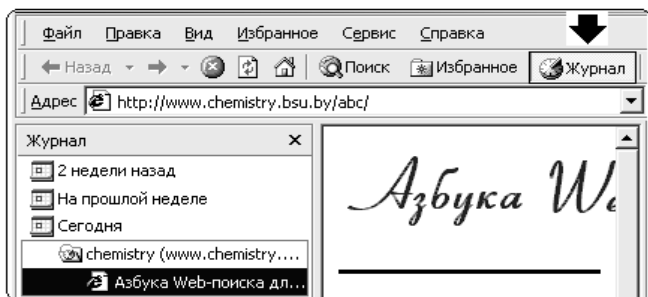 Файл Правка Вид Избранное Сервис Справка
Назад Поиск Избранное Журнал
Адрес http://www.chemistry.bsu.by/abc/
Журнал
2 недели назад
На прошлой неделе
Сегодня
chemistry (www.chemistry....
Азбука Web-поиска дл...
Азбука We